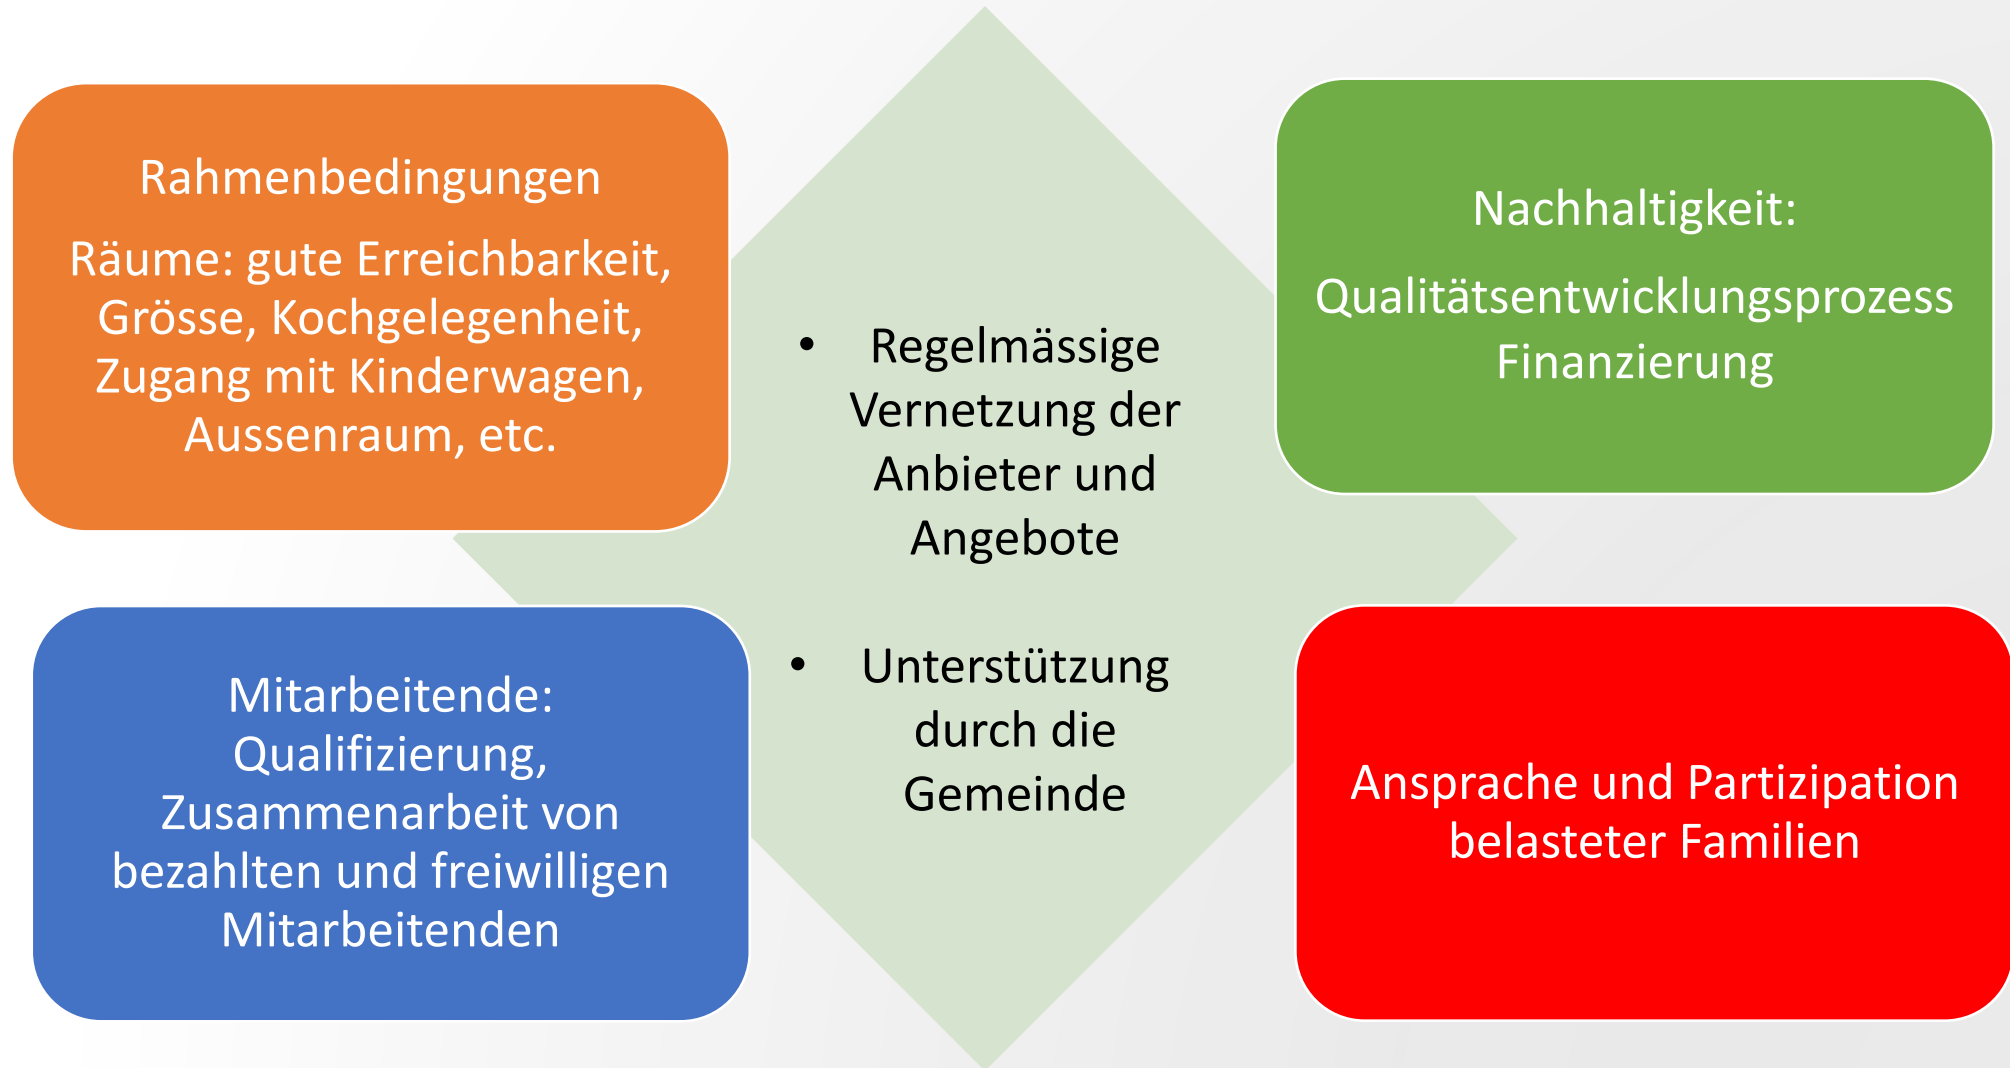 Rahmenbedingungen
Räume: gute Erreichbarkeit,
Grösse, Kochgelegenheit,
Zugang mit Kinderwagen,
Aussenraum, etc.
Nachhaltigkeit:
Qualitätsentwicklungsprozess
Finanzierung
• Regelmässige
Vernetzung der
Anbieter und
Angebote
• Unterstützung
durch die
Gemeinde
Mitarbeitende:
Qualifizierung,
Zusammenarbeit von
bezahlten und freiwilligen
Mitarbeitenden
Ansprache und Partizipation
belasteter Familien